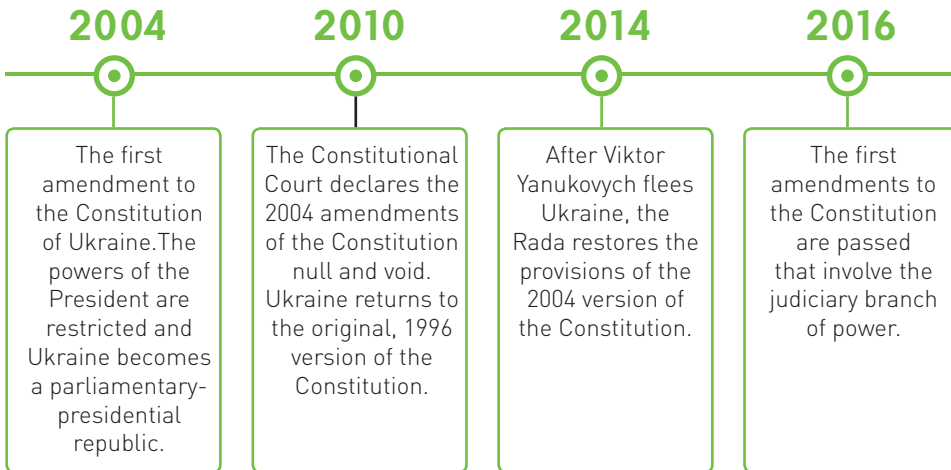 2004
The first
amendment to
the Constitution
of Ukraine.The
powers of the
President are
restricted and
Ukraine becomes
a parliamentary-
presidential
republic.
2010
The Constitutional
Court declares the
2004 amendments
of the Constitution
null and void.
Ukraine returns to
the original, 1996
version of the
Constitution.
2014
After Viktor
Yanukovych flees
Ukraine, the
Rada restores the
provisions of the
2004 version of
the Constitution.
2016
The first
amendments to
the Constitution
are passed
that involve the
judiciary branch
of power.